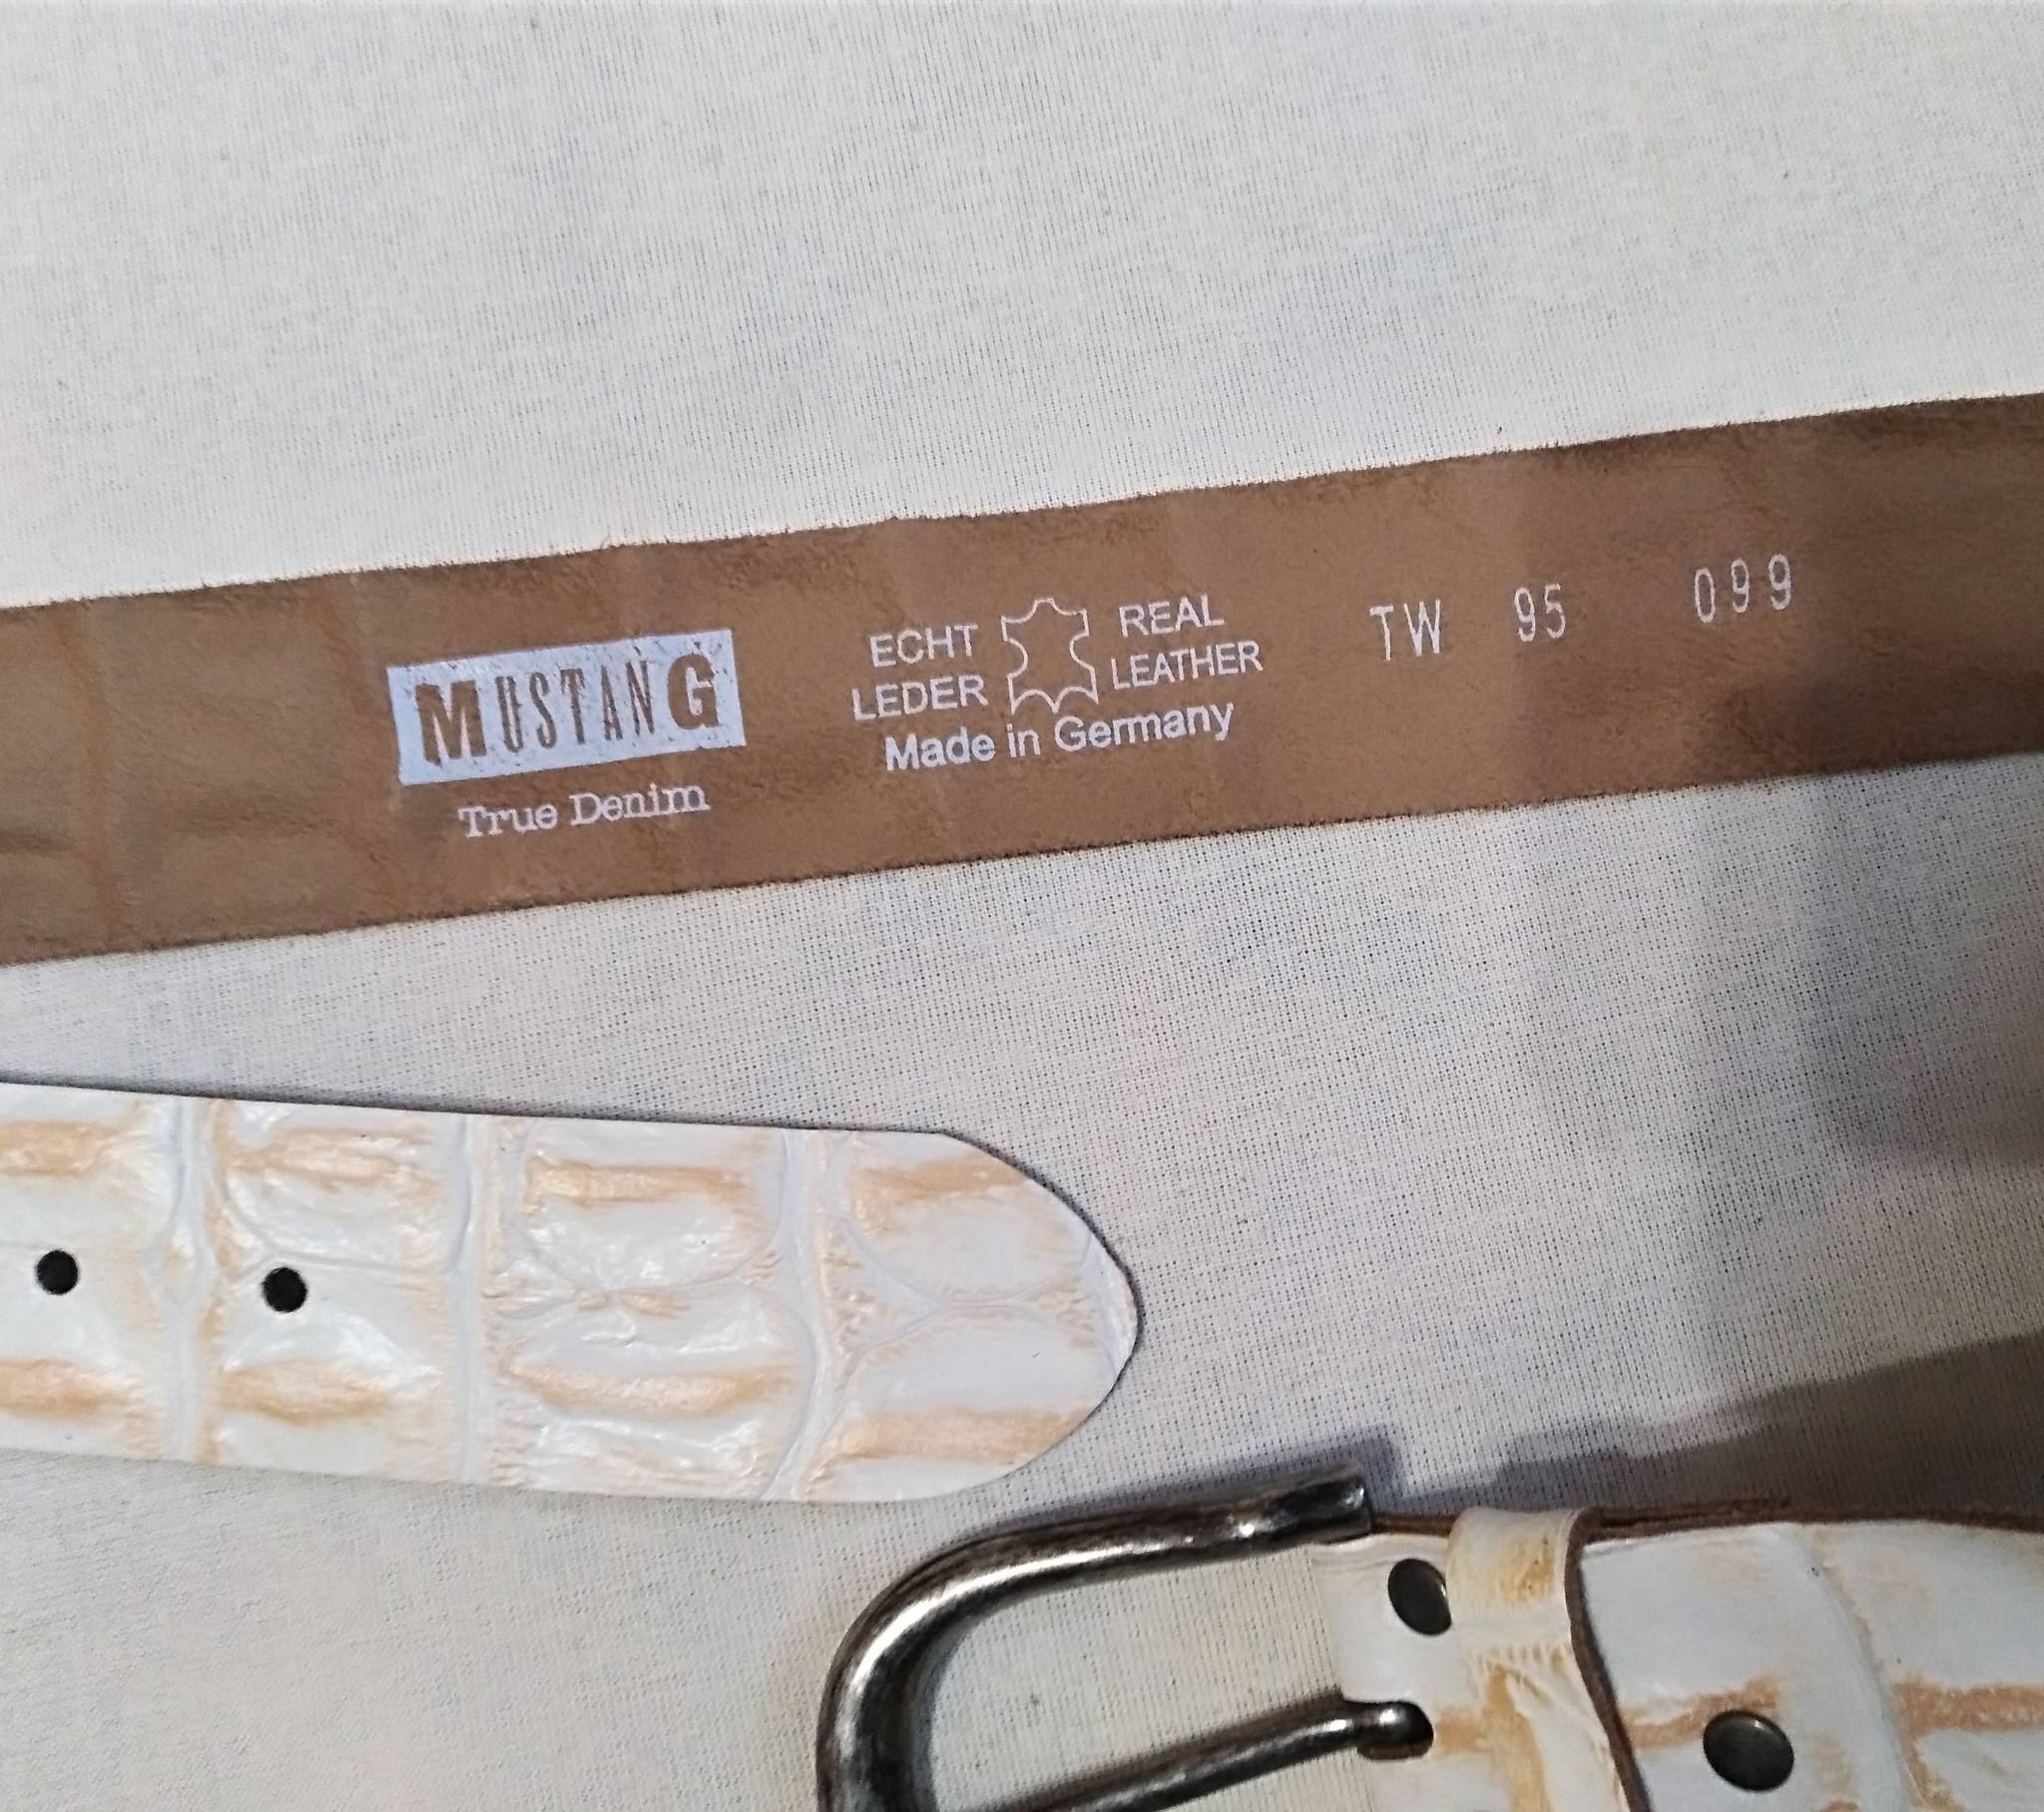 MUSTANG
True Denim
ECHT LEDER
REAL LEATHER
Made in Germany
TW 95 099